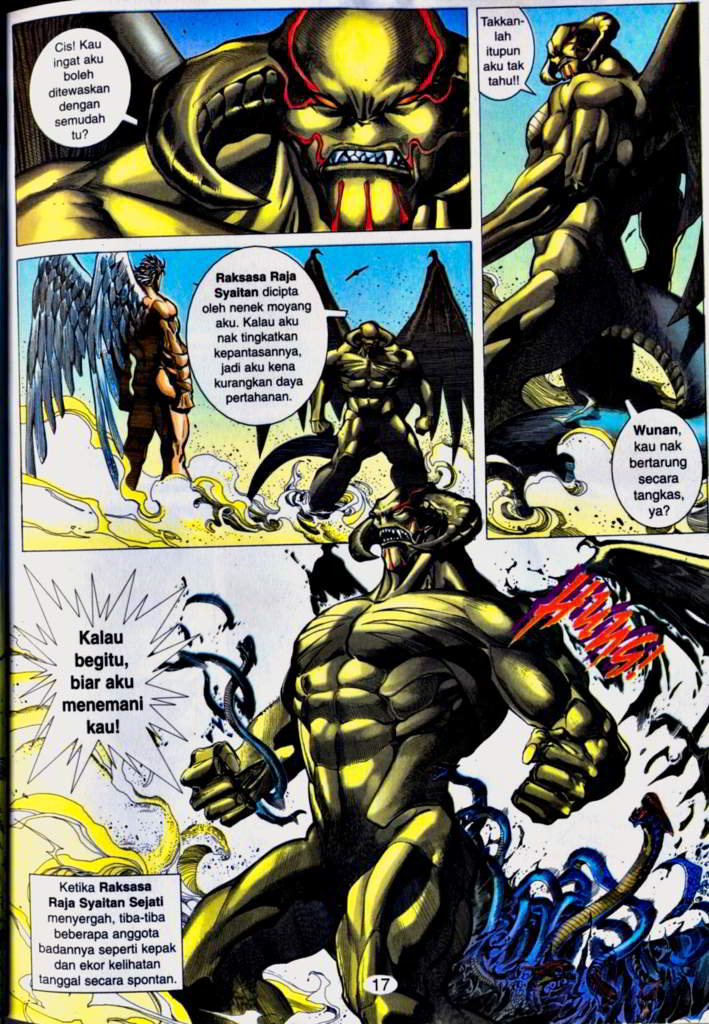 Cis! Kau
ingat aku
boleh
ditewaskan
dengan
semudah
tu?
Takkan-
lah
itupun
aku tak
tahu!!
Raksasa Raja
Syaitan dicipta
oleh nenek moyang
aku. Kalau aku
nak tingkatkan
kepantasannya,
jadi aku kena
kurangkan daya
pertahanan.
Wunan,
kau nak
bertarung
secara
tangkas,
ya?
Kalau
begitu,
biar aku
menemani
kau!
HUNG!
Ketika Raksasa
Raja Syaitan Sejati
menyergah, tiba-tiba
beberapa anggota
badannya seperti kepak
dan ekor kelihatan
tanggal secara spontan.
17